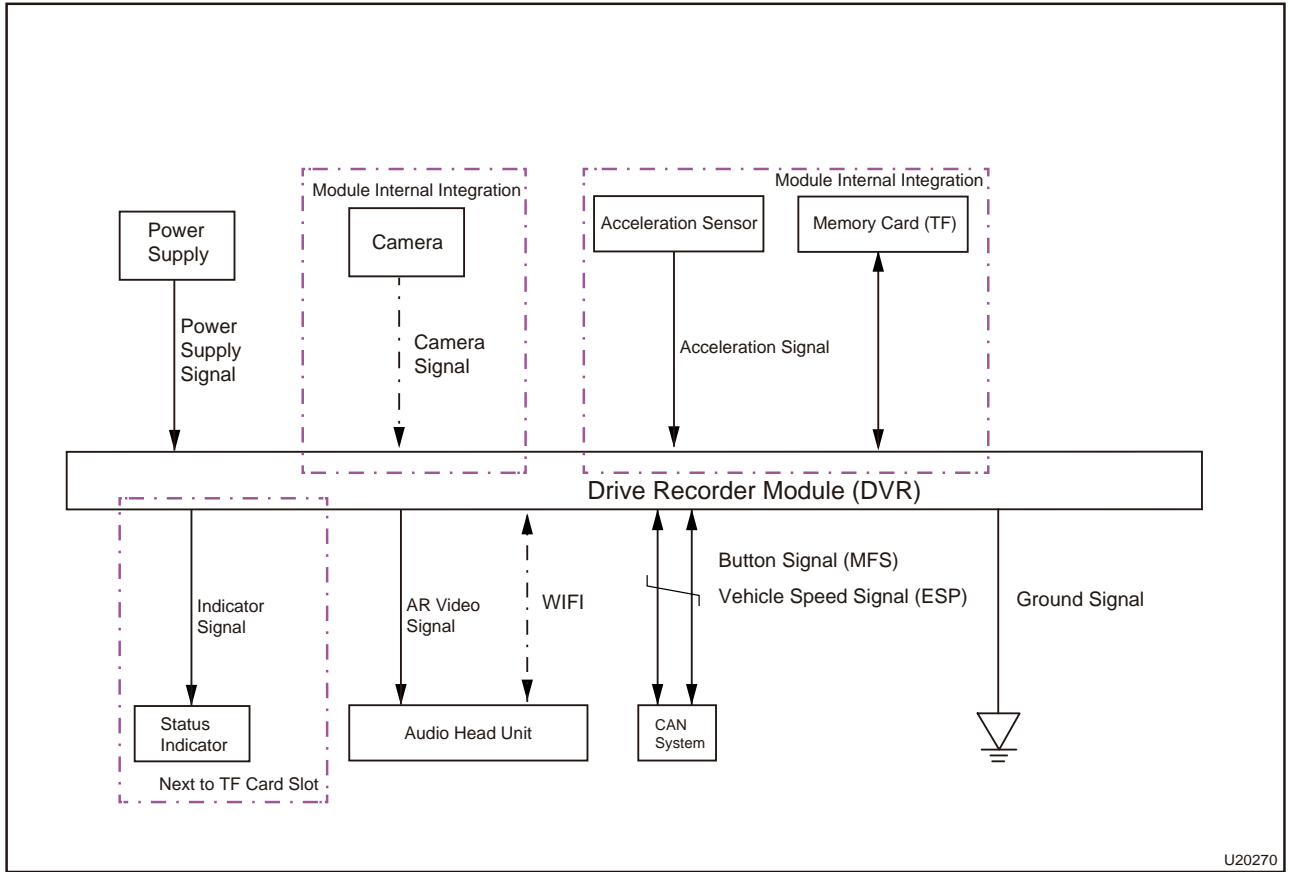 Module Internal Integration
Module Internal Integration
Power
Supply
Camera
Acceleration Sensor
Memory Card (TF)
Power
Supply
Signal
Camera
Signal
Acceleration Signal
Drive Recorder Module (DVR)
Indicator
Signal
AR Video
Signal
WIFI
Button Signal (MFS)
Vehicle Speed Signal (ESP)
Ground Signal
Status
Indicator
Audio Head Unit
CAN
System
Next to TF Card Slot
U20270